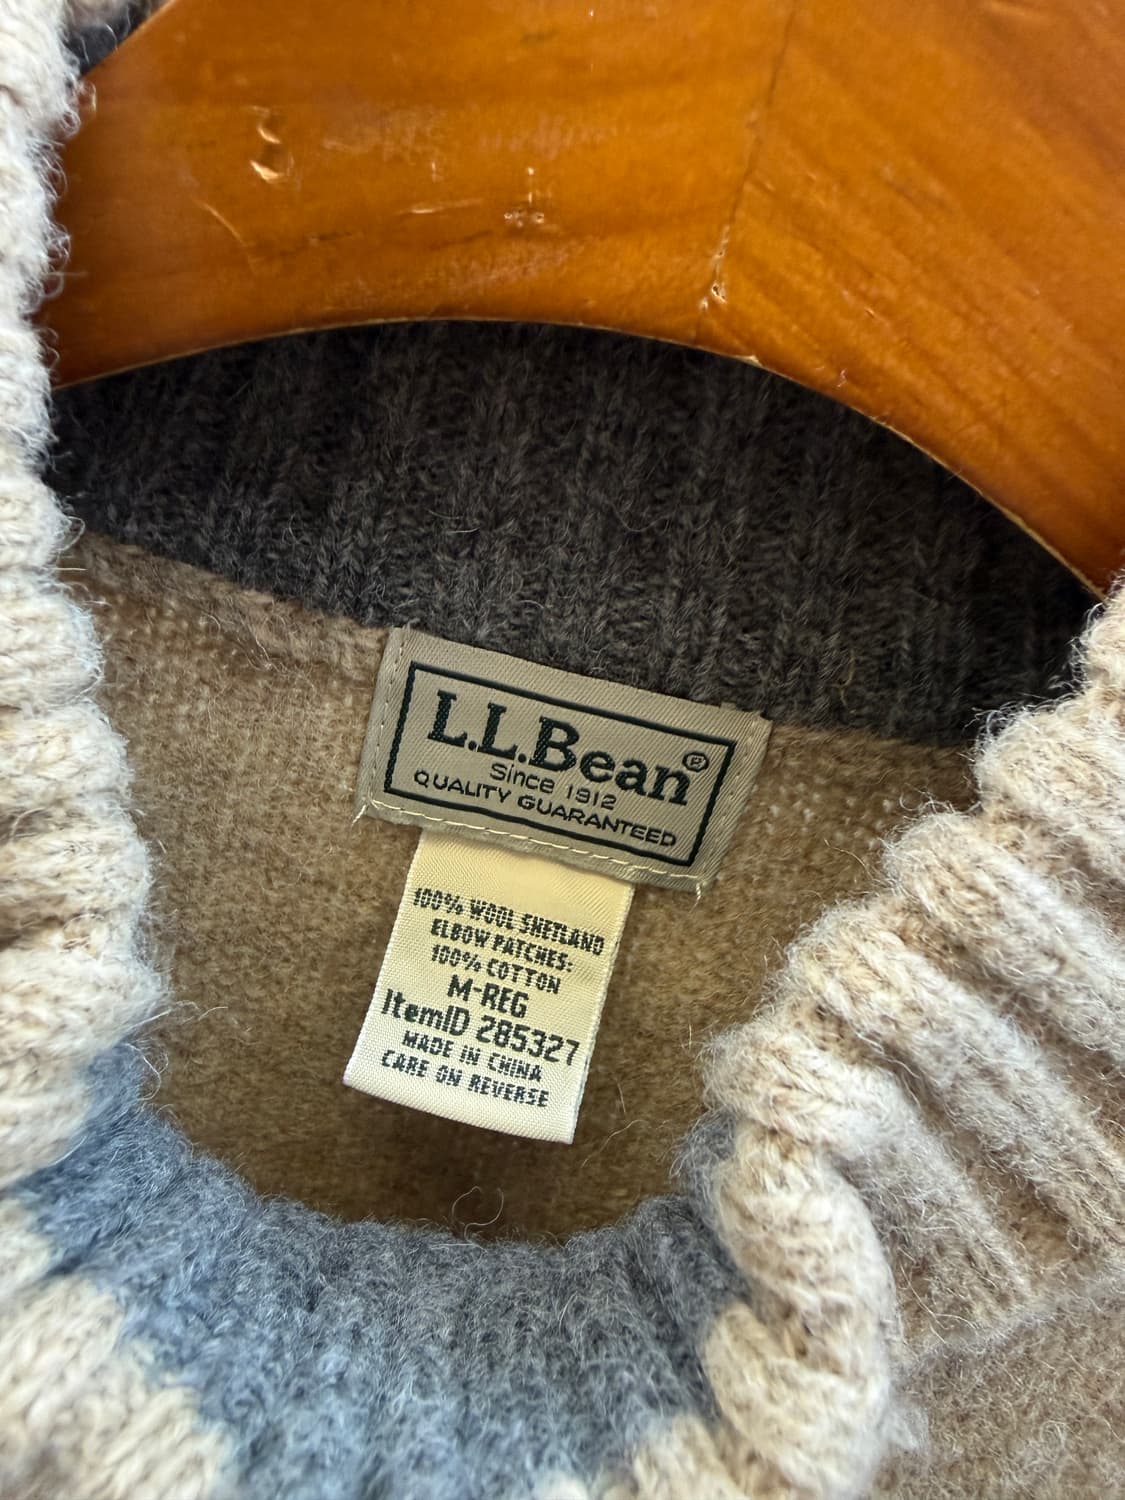 L.L.Bean®
Since 1912
QUALITY GUARANTEED
100% WOOL SHETLAND
ELBOW PATCHES:
100% COTTON
M-REG
ItemID 285327
MADE IN CHINA
CARE ON REVERSE